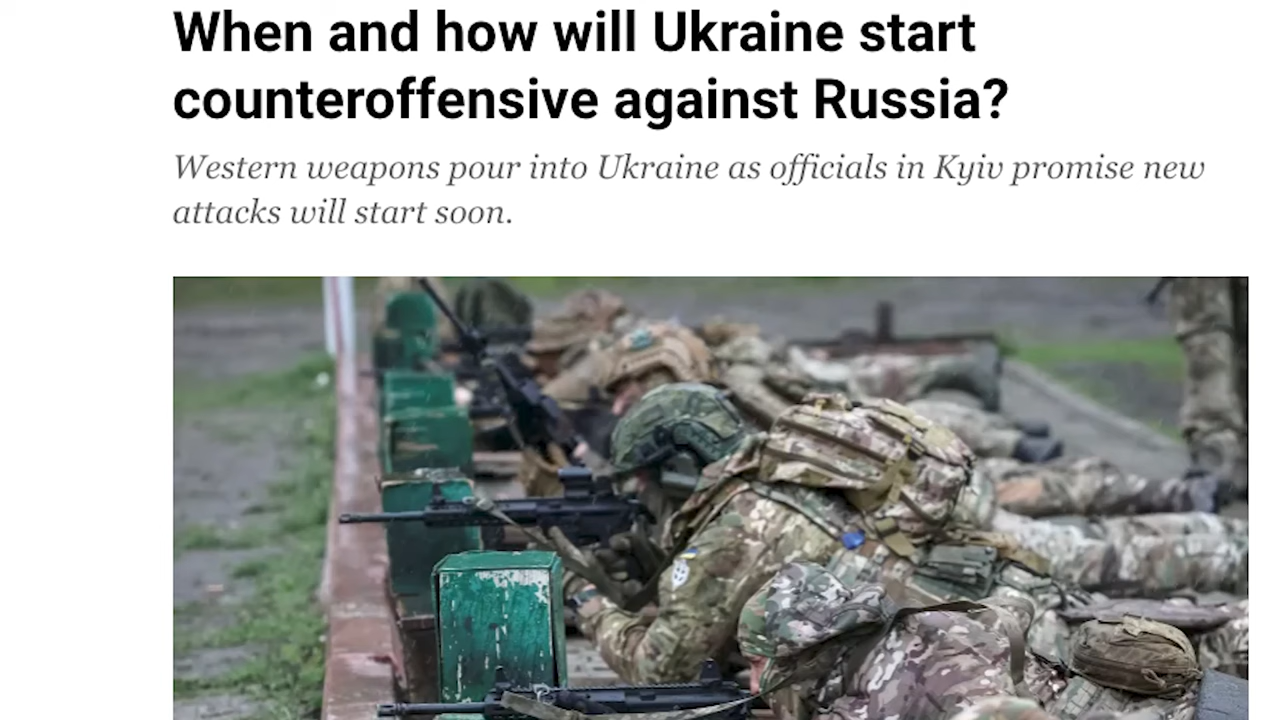 When and how will Ukraine start
counteroffensive against Russia?
Western weapons pour into Ukraine as officials in Kyiv promise new
attacks will start soon.